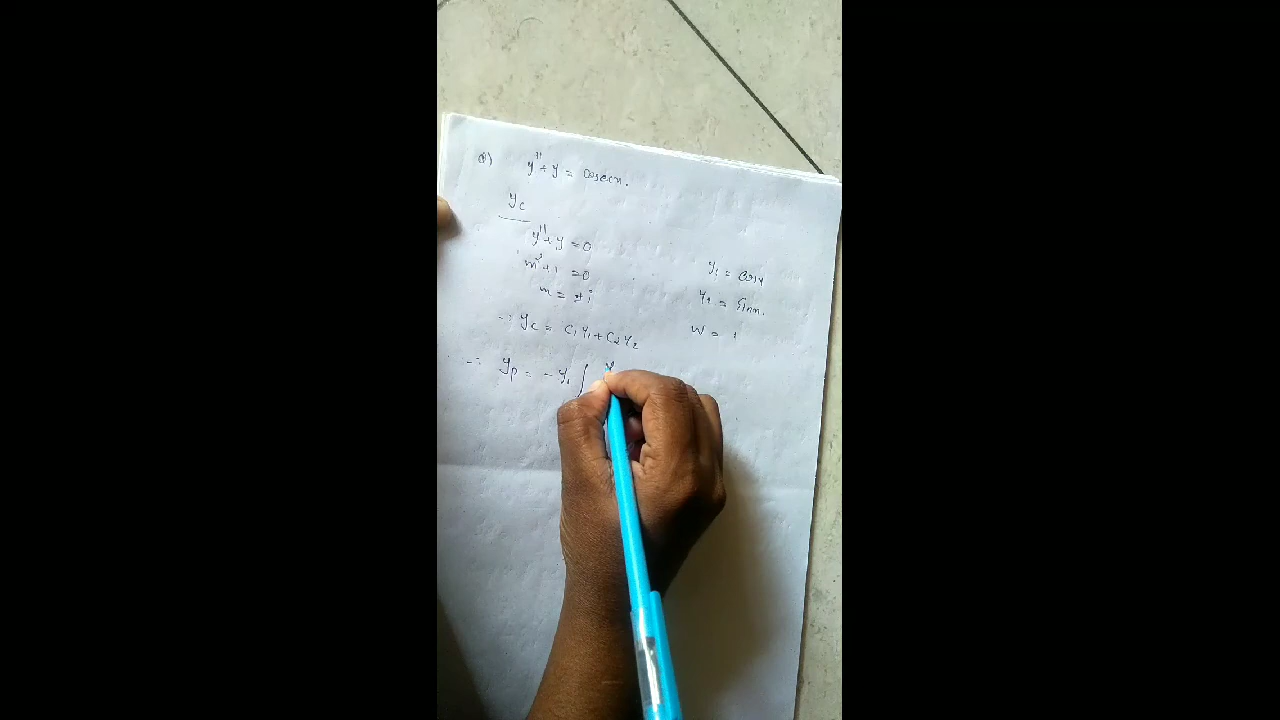 Q) y'' + y = cosecx.
yc
y'' + y = 0
m² + 1 = 0
m = ± i
∴ yc = C₁Y₁ + C₂Y₂
y₁ = cosx
y₂ = sinx.
W = 1
∴ yp = - y₁ ∫